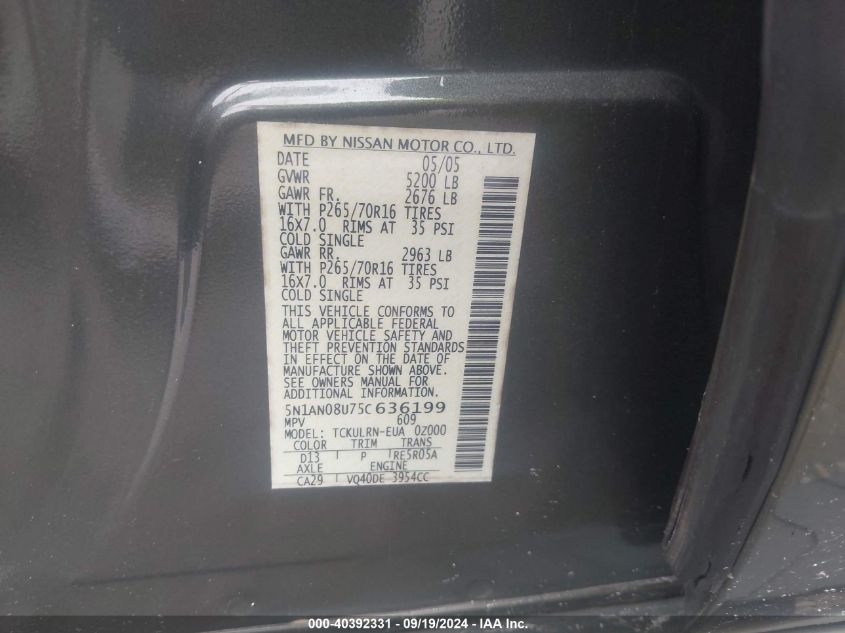 MFD BY NISSAN MOTOR CO., LTD.
DATE 05/05
GVWR 5200 LB
GAWR FR. 2676 LB
WITH P265/70R16 TIRES
16X7.0 RIMS AT 35 PSI
COLD SINGLE
GAWR RR. 2963 LB
WITH P265/70R16 TIRES
16X7.0 RIMS AT 35 PSI
COLD SINGLE
THIS VEHICLE CONFORMS TO
ALL APPLICABLE FEDERAL
MOTOR VEHICLE SAFETY AND
THEFT PREVENTION STANDARDS
IN EFFECT ON THE DATE OF
MANUFACTURE SHOWN ABOVE.
SEE OWNERS MANUAL FOR
ADDITIONAL INFORMATION.
5N1AN08U75C636199
MPV 609
MODEL: TCKULRN-EUA 0Z000
COLOR TRIM TRANS
D13 P RE5R05A
AXLE ENGINE
CA29 VQ40DE 3954CC
000-40392331 - 09/19/2024 - IAA Inc.